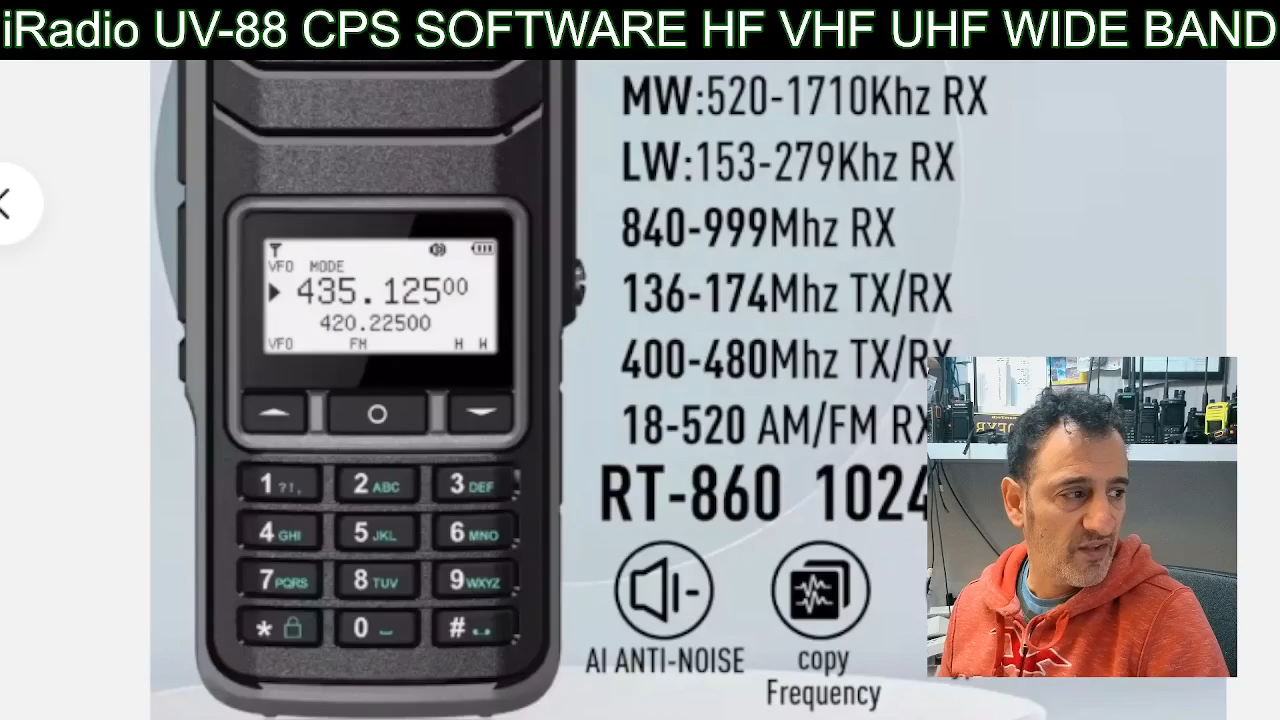 iRadio UV-88 CPS SOFTWARE HF VHF UHF WIDE BAND
MW:520-1710Khz RX
LW:153-279Khz RX
840-999Mhz RX
136-174Mhz TX/RX
400-480Mhz TX/RX
18-520 AM/FM RX
RT-860 1024
AI ANTI-NOISE
copy
Frequency
VFO MODE
435.12500
420.22500
VFO FM H W
1 ?!, 2 ABC 3 DEF
4 GHI 5 JKL 6 MNO
7 PQRS 8 TUV 9 WXYZ
* 0 #